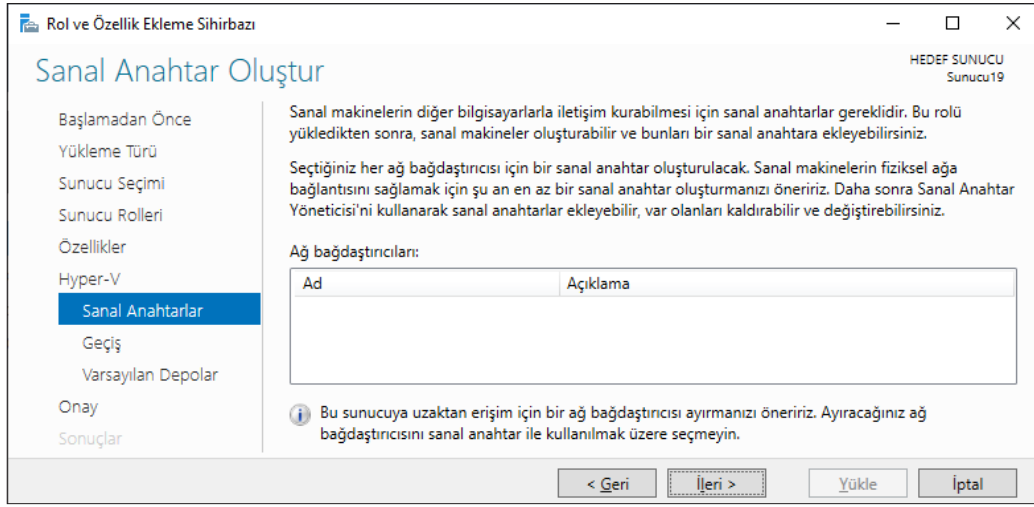 Rol ve Özellik Ekleme Sihirbazı
Sanal Anahtar Oluştur
HEDEF SUNUCU
Sunucu19
Başlamadan Önce
Yükleme Türü
Sunucu Seçimi
Sunucu Rolleri
Özellikler
Hyper-V
Sanal Anahtarlar
Geçiş
Varsayılan Depolar
Onay
Sonuçlar
Sanal makinelerin diğer bilgisayarlarla iletişim kurabilmesi için sanal anahtarlar gereklidir. Bu rolü
yükledikten sonra, sanal makineler oluşturabilir ve bunları bir sanal anahtara ekleyebilirsiniz.
Seçtiğiniz her ağ bağdaştırıcısı için bir sanal anahtar oluşturulacak. Sanal makinelerin fiziksel ağa
bağlantısını sağlamak için şu an en az bir sanal anahtar oluşturmanızı öneririz. Daha sonra Sanal Anahtar
Yöneticisi'ni kullanarak sanal anahtarlar ekleyebilir, var olanları kaldırabilir ve değiştirebilirsiniz.
Ağ bağdaştırıcıları:
Ad Açıklama
Bu sunucuya uzaktan erişim için bir ağ bağdaştırıcısı ayırmanızı öneririz. Ayıracağınız ağ
bağdaştırıcısını sanal anahtar ile kullanılmak üzere seçmeyin.
< Geri İleri > Yükle İptal